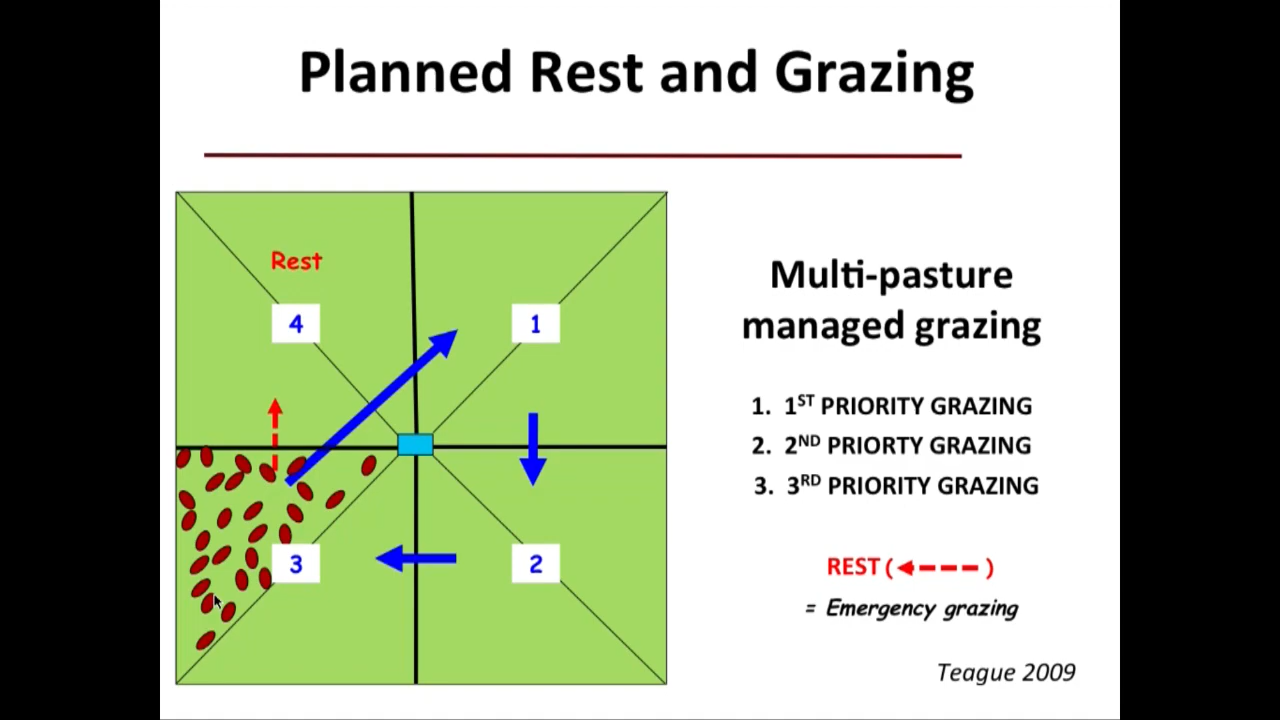 Planned Rest and Grazing
Rest
4
1
3
2
Multi-pasture
managed grazing
1. 1ST PRIORITY GRAZING
2. 2ND PRIORTY GRAZING
3. 3RD PRIORITY GRAZING
REST ( )
= Emergency grazing
Teague 2009